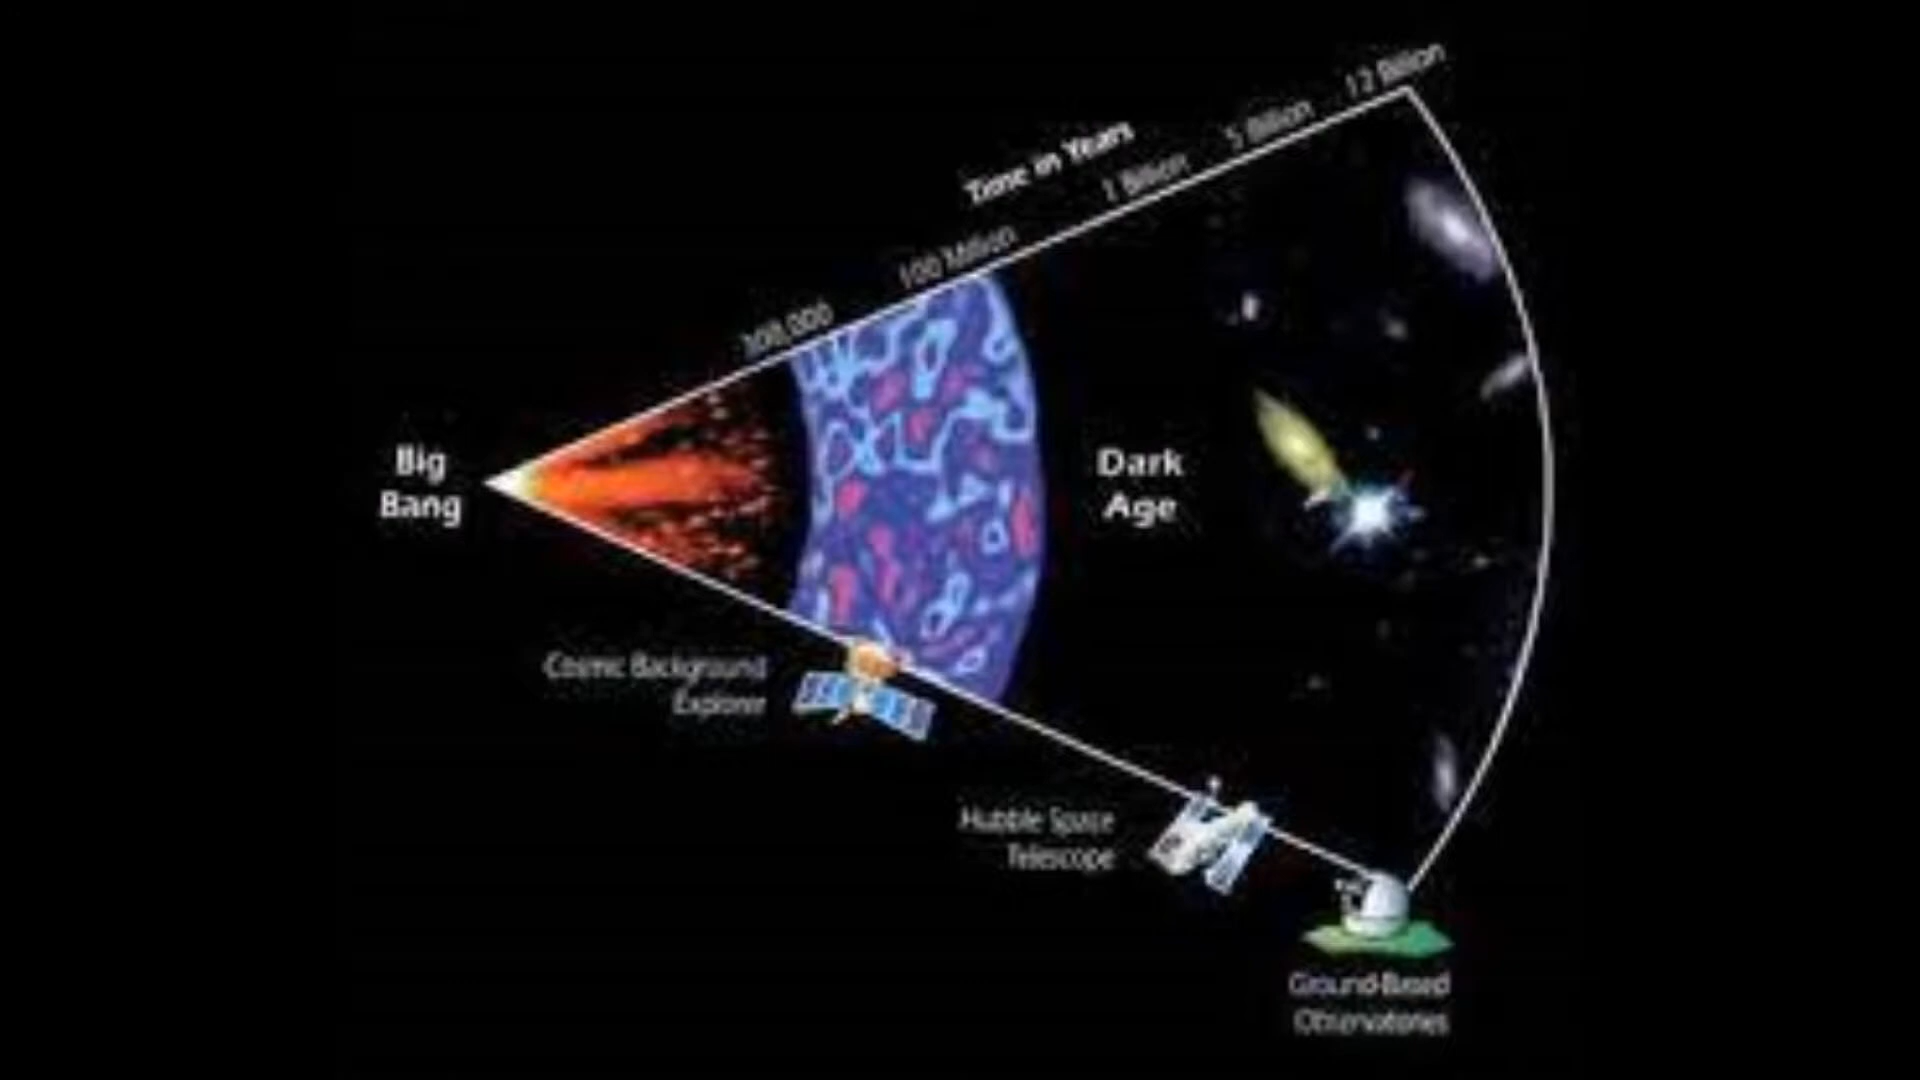 12 Billion
5 Billion
Time in Years
1 Billion
100 Million
300,000
Big
Bang
Dark
Age
Cosmic Background
Explorer
Hubble Space
Telescope
Ground-Based
Observatories